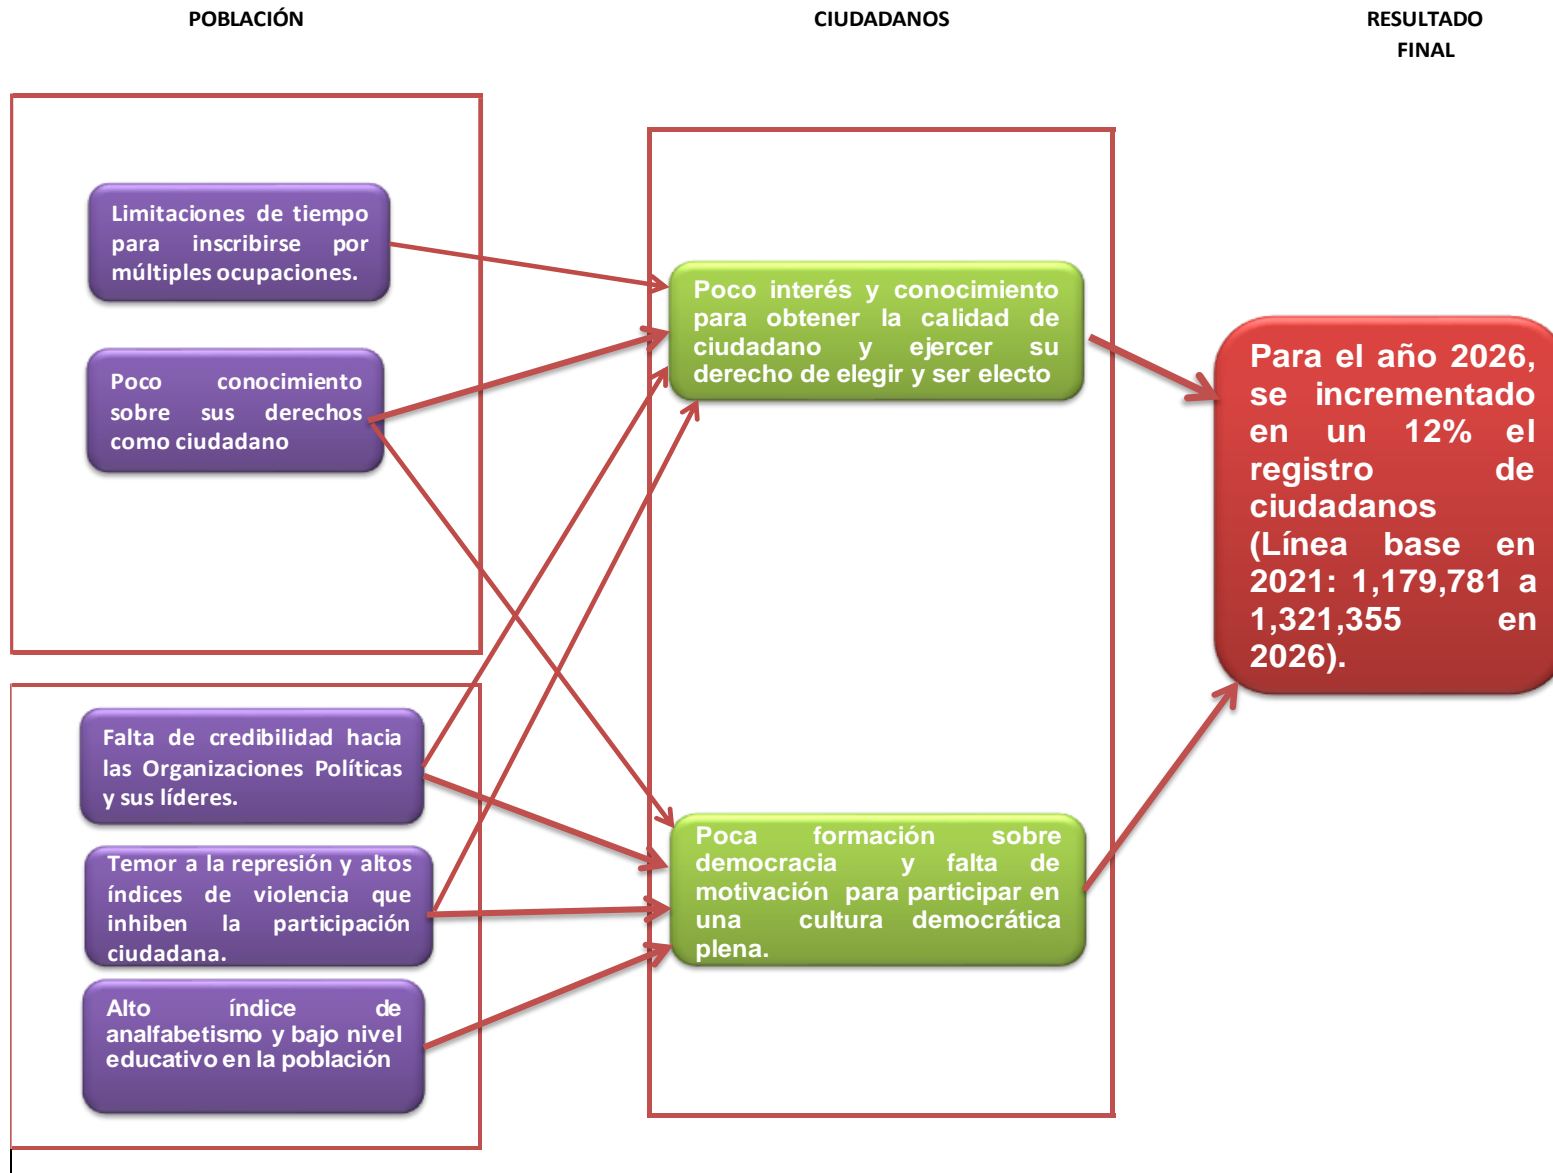 POBLACIÓN
CIUDADANOS
RESULTADO
FINAL
Limitaciones de tiempo
para inscribirse por
múltiples ocupaciones.
Poco conocimiento
sobre sus derechos
como ciudadano
Falta de credibilidad hacia
las Organizaciones Políticas
y sus líderes.
Temor a la represión y altos
índices de violencia que
inhiben la participación
ciudadana.
Alto índice de
analfabetismo y bajo nivel
educativo en la población
Poco interés y conocimiento
para obtener la calidad de
ciudadano y ejercer su
derecho de elegir y ser electo
Poca formación sobre
democracia y falta de
motivación para participar en
una cultura democrática
plena.
Para el año 2026,
se incrementado
en un 12% el
registro de
ciudadanos
(Línea base en
2021: 1,179,781 a
1,321,355 en
2026).